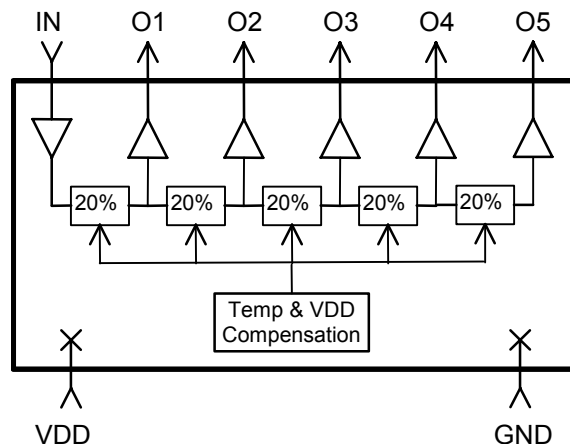 IN O1 O2 O3 O4 O5
20% 20% 20% 20% 20%
Temp & VDD
Compensation
VDD GND